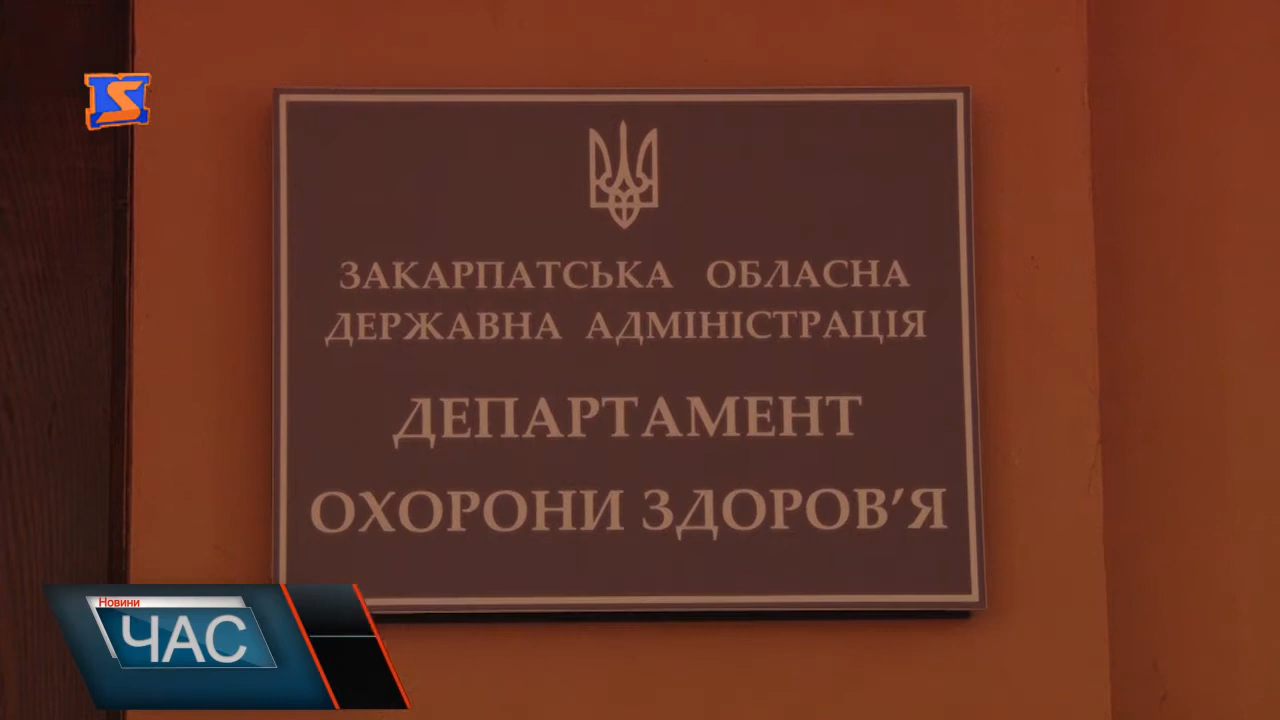 ЗАКАРПАТСЬКА ОБЛАСНА
ДЕРЖАВНА АДМІНІСТРАЦІЯ
ДЕПАРТАМЕНТ
ОХОРОНИ ЗДОРОВ’Я
Новини
ЧАС